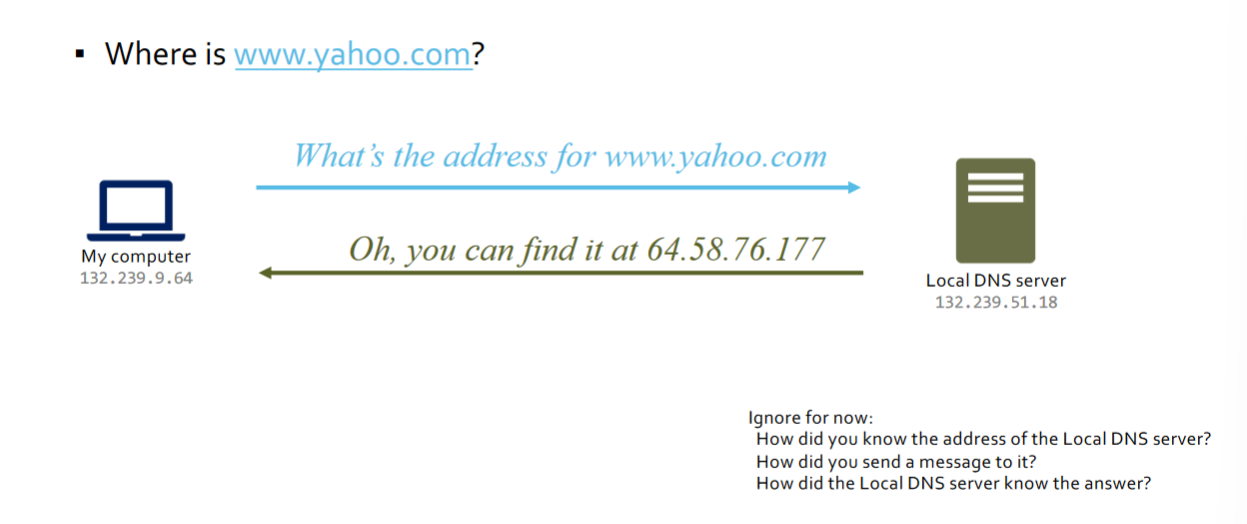 ▪ Where is www.yahoo.com?
What's the address for www.yahoo.com
Oh, you can find it at 64.58.76.177
My computer
132.239.9.64
Local DNS server
132.239.51.18
Ignore for now:
How did you know the address of the Local DNS server?
How did you send a message to it?
How did the Local DNS server know the answer?